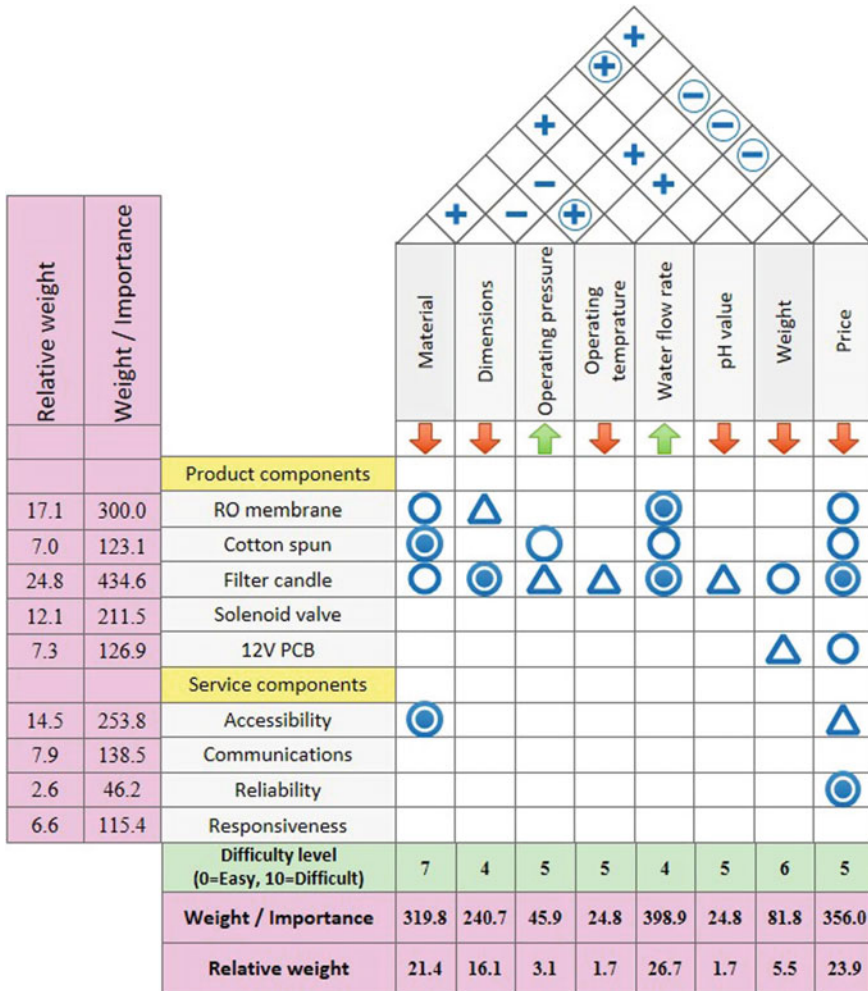 Relative weight
Weight / Importance
Material
Dimensions
Operating pressure
Operating
temprature
Water flow rate
pH value
Weight
Price
Product components
17.1 300.0 RO membrane
7.0 123.1 Cotton spun
24.8 434.6 Filter candle
12.1 211.5 Solenoid valve
7.3 126.9 12V PCB
Service components
14.5 253.8 Accessibility
7.9 138.5 Communications
2.6 46.2 Reliability
6.6 115.4 Responsiveness
Difficulty level
(0=Easy, 10=Difficult) 7 4 5 5 4 5 6 5
Weight / Importance 319.8 240.7 45.9 24.8 398.9 24.8 81.8 356.0
Relative weight 21.4 16.1 3.1 1.7 26.7 1.7 5.5 23.9